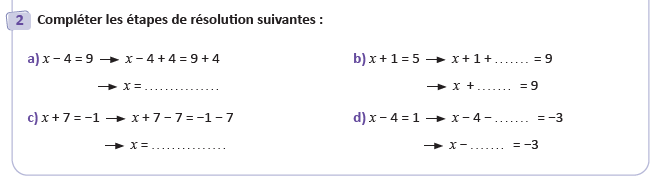 2 Compléter les étapes de résolution suivantes :
a) x − 4 = 9 → x − 4 + 4 = 9 + 4
→ x = ...............
b) x + 1 = 5 → x + 1 + ....... = 9
→ x + ....... = 9
c) x + 7 = −1 → x + 7 − 7 = −1 − 7
→ x = ...............
d) x − 4 = 1 → x − 4 − ....... = −3
→ x − ....... = −3